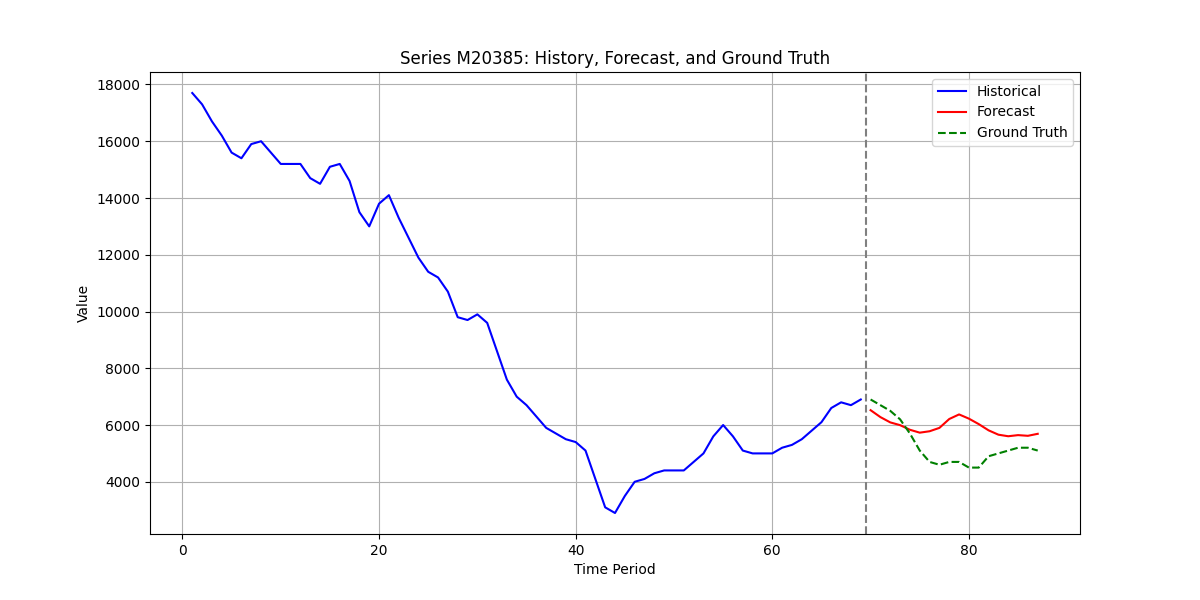 Series M20385: History, Forecast, and Ground Truth
Historical
Forecast
Ground Truth
18000
16000
14000
12000
10000
8000
6000
4000
Value
0
20
40
60
80
Time Period